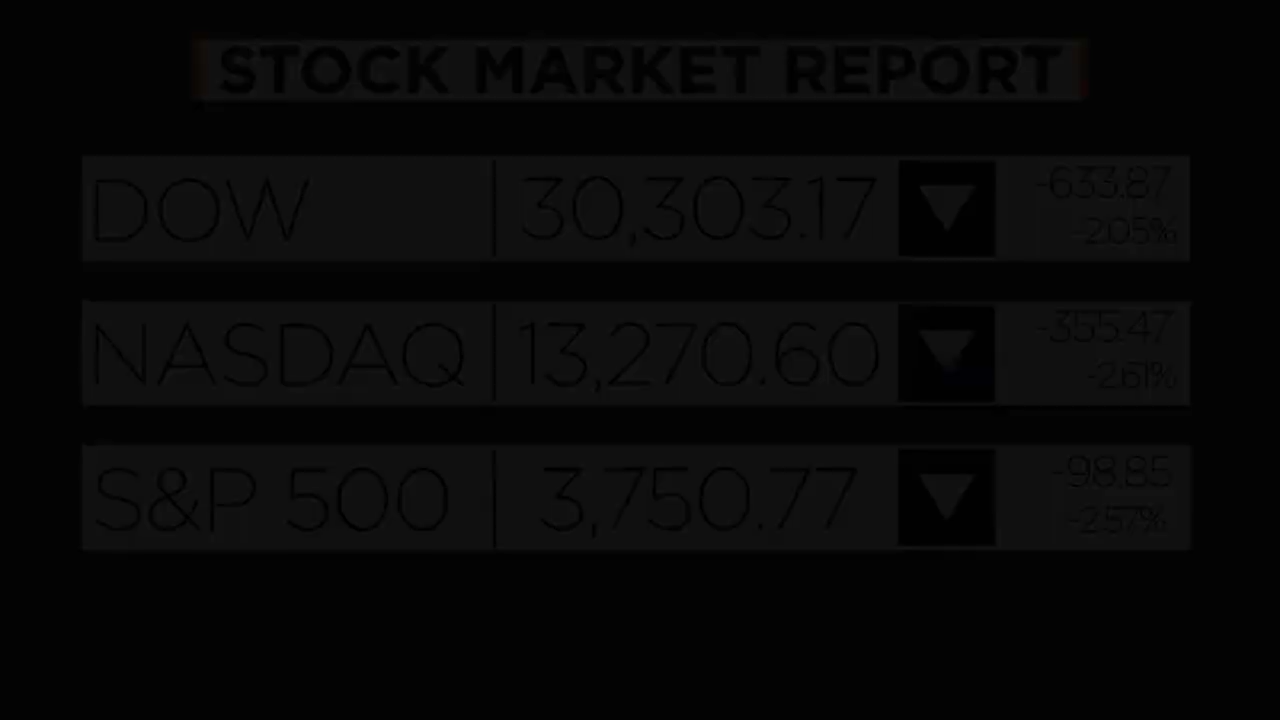 STOCK MARKET REPORT
DOW 30,303.17 -633.87
-2.05%
NASDAQ 13,270.60 -355.47
-2.61%
S&P 500 3,750.77 -98.85
-2.57%